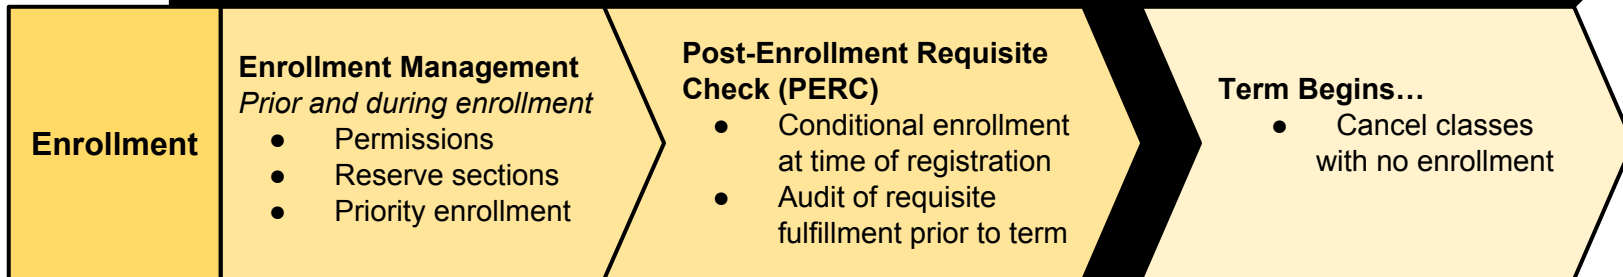 Enrollment
Enrollment Management
Prior and during enrollment
● Permissions
● Reserve sections
● Priority enrollment
Post-Enrollment Requisite
Check (PERC)
● Conditional enrollment
at time of registration
● Audit of requisite
fulfillment prior to term
Term Begins…
● Cancel classes
with no enrollment